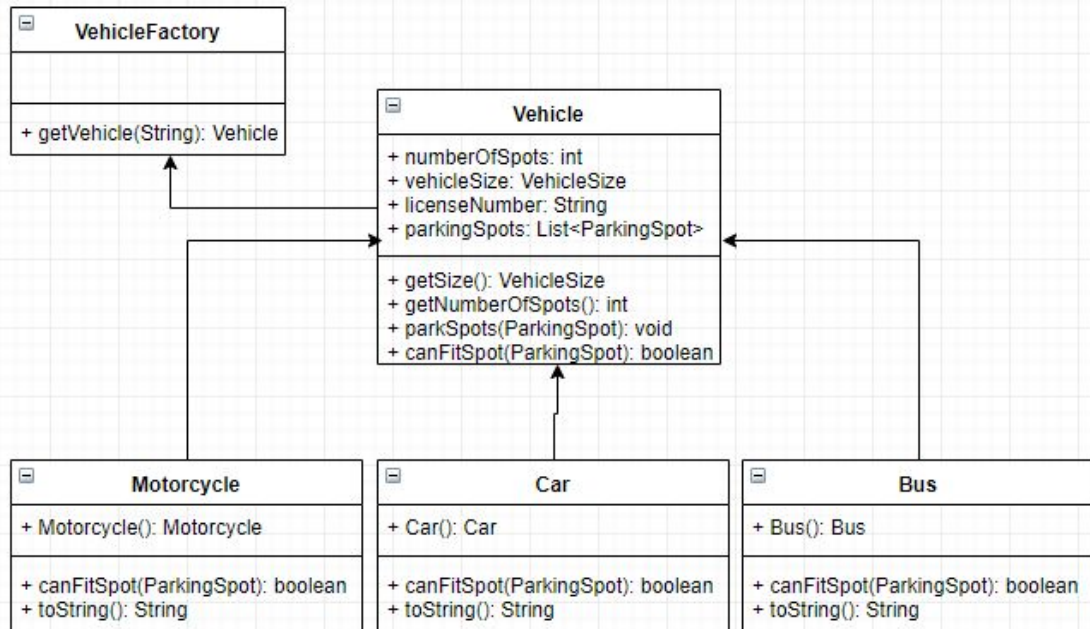 VehicleFactory
+ getVehicle(String): Vehicle
Vehicle
+ numberOfSpots: int
+ vehicleSize: VehicleSize
+ licenseNumber: String
+ parkingSpots: List<ParkingSpot>
+ getSize(): VehicleSize
+ getNumberOfSpots(): int
+ parkSpots(ParkingSpot): void
+ canFitSpot(ParkingSpot): boolean
Motorcycle
+ Motorcycle(): Motorcycle
+ canFitSpot(ParkingSpot): boolean
+ toString(): String
Car
+ Car(): Car
+ canFitSpot(ParkingSpot): boolean
+ toString(): String
Bus
+ Bus(): Bus
+ canFitSpot(ParkingSpot): boolean
+ toString(): String